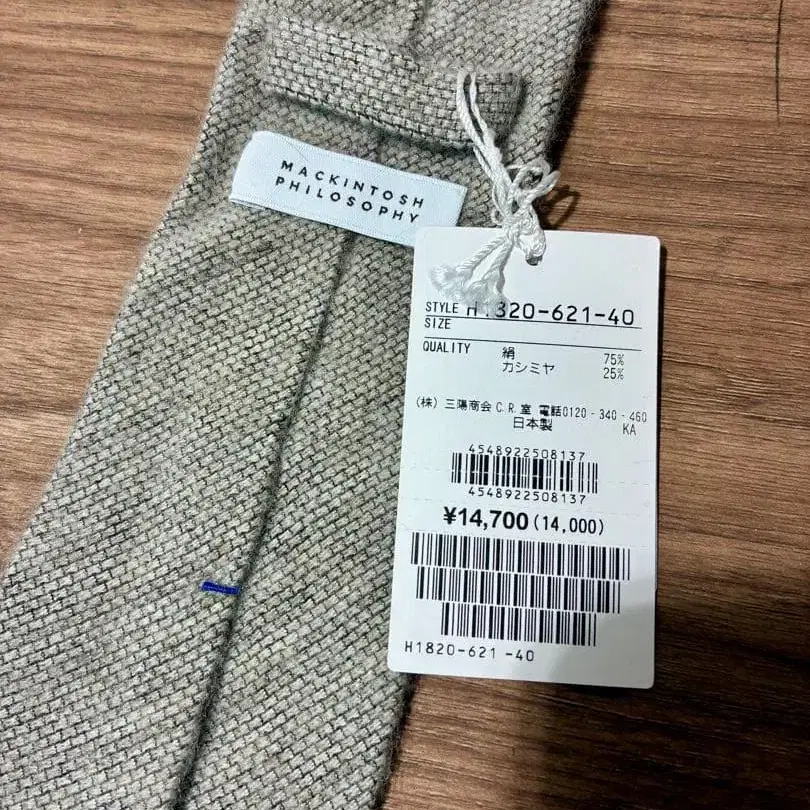 MACKINTOSH
PHILOSOPHY
STYLE H1820-621-40
SIZE
QUALITY 絹 75%
カシミヤ 25%
(株) 三陽商会 C.R.室 電話0120-340-460
日本製 KA
4548922508137
4548922508137
¥14,700(14,000)
H1820-621-40